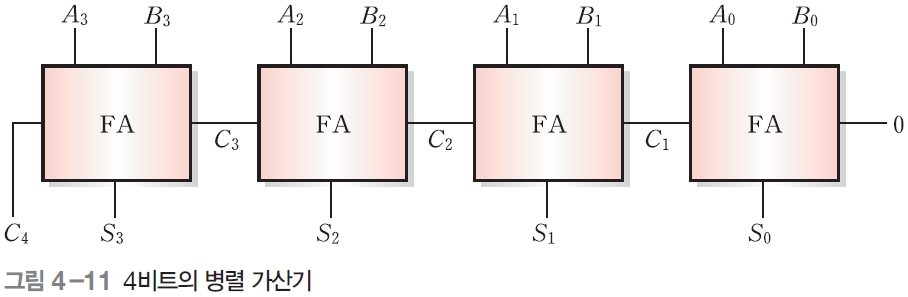 A₃ B₃ A₂ B₂ A₁ B₁ A₀ B₀
FA C₃ FA C₂ FA C₁ FA 0
C₄ S₃ S₂ S₁ S₀
그림 4-11 4비트의 병렬 가산기